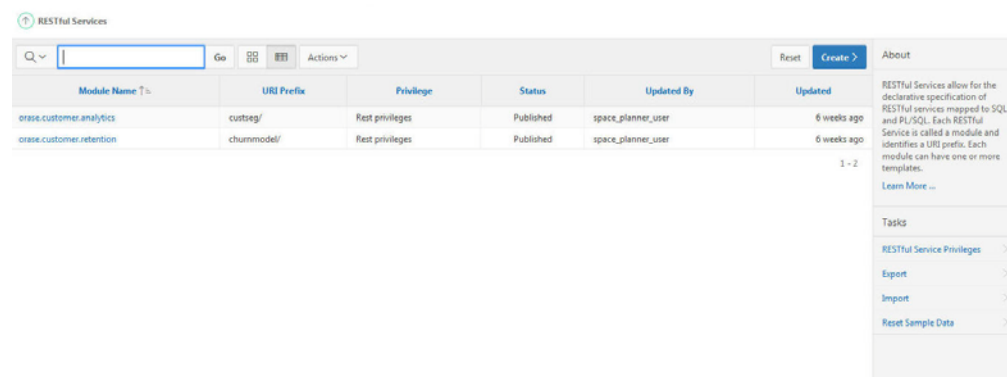 RESTful Services
Go Actions Reset Create >
Module Name URI Prefix Privilege Status Updated By Updated
orase.customer.analytics custseg/ Rest privileges Published space_planner_user 6 weeks ago
orase.customer.retention churnmodel/ Rest privileges Published space_planner_user 6 weeks ago
1 - 2
About
RESTful Services allow for the
declarative specification of
RESTful services mapped to SQL
and PL/SQL. Each RESTful
Service is called a module and
identifies a URI prefix. Each
module can have one or more
templates.
Learn More ...
Tasks
RESTful Service Privileges
Export
Import
Reset Sample Data